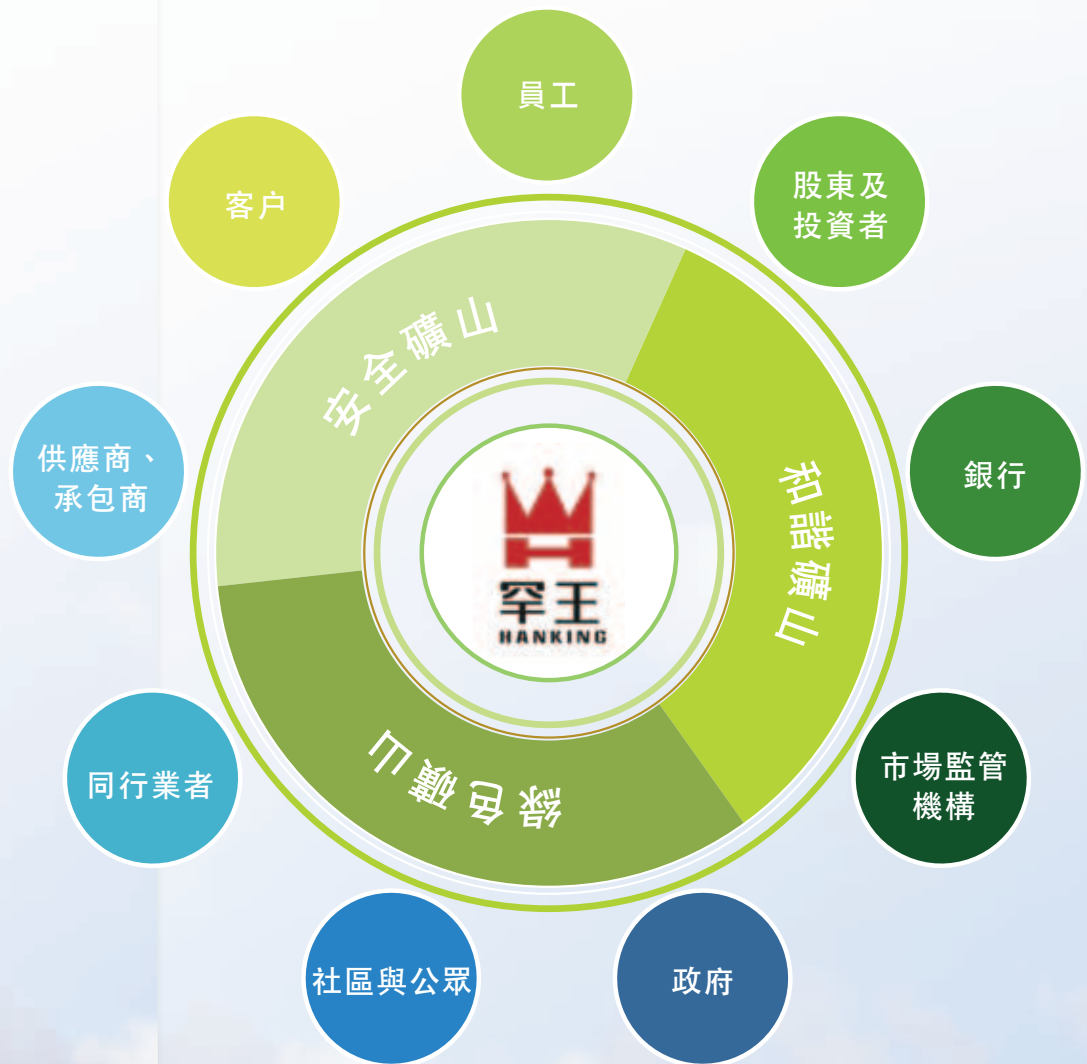 員工
股東及
投資者
銀行
市場監管
機構
政府
社區與公眾
同行業者
供應商、
承包商
客户
安全礦山
和諧礦山
綠色礦山
罕王
HANKING